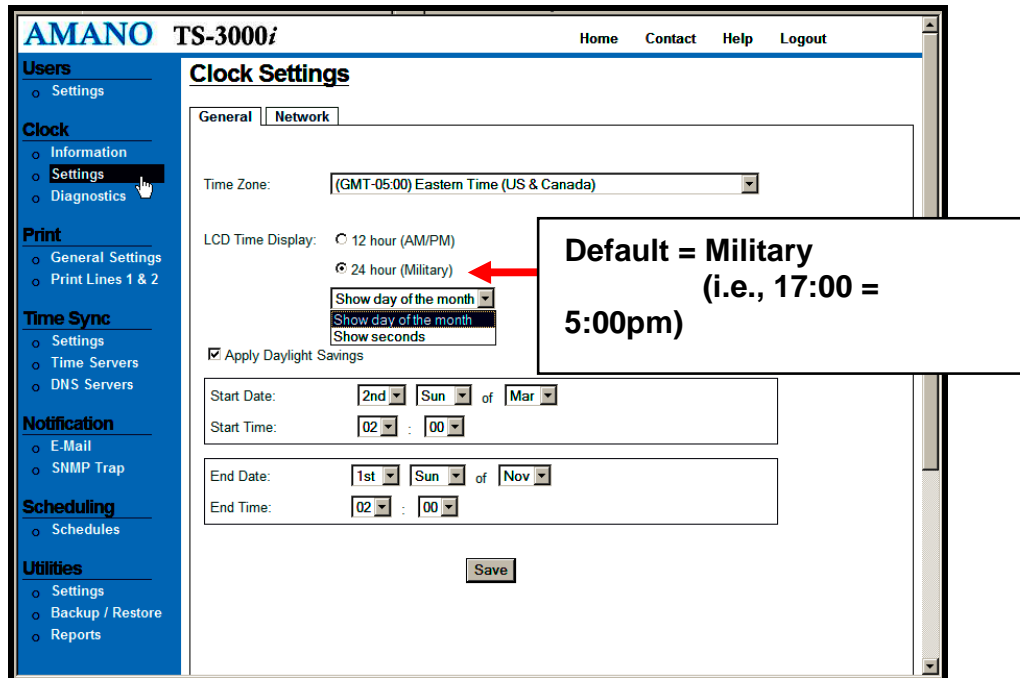 AMANO TS-3000i
Home Contact Help Logout
Users
Settings
Clock
Information
Settings
Diagnostics
Print
General Settings
Print Lines 1 & 2
Time Sync
Settings
Time Servers
DNS Servers
Notification
E-Mail
SNMP Trap
Scheduling
Schedules
Utilities
Settings
Backup / Restore
Reports
Clock Settings
General Network
Time Zone: (GMT-05:00) Eastern Time (US & Canada)
LCD Time Display: 12 hour (AM/PM)
24 hour (Military)
Show day of the month
Show day of the month
Show seconds
Apply Daylight Savings
Start Date: 2nd Sun of Mar
Start Time: 02 : 00
End Date: 1st Sun of Nov
End Time: 02 : 00
Save
Default = Military
(i.e., 17:00 =
5:00pm)